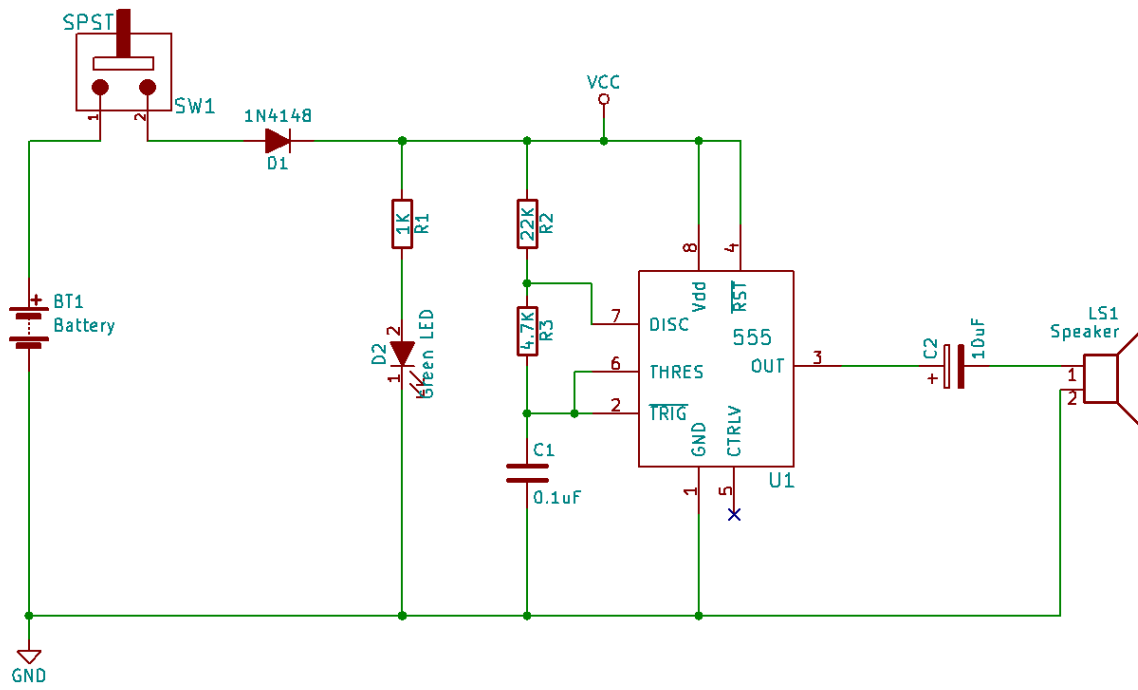 SPST
SW1
1
2
1N4148
D1
VCC
1K
R1
22K
R2
8
4
Vdd
RST
+
BT1
Battery
2
D2
1
Green LED
4.7K
R3
7
DISC
555
6
THRES
OUT
3
2
TRIG
C2
10uF
+
LS1
Speaker
1
2
GND
CTRLV
C1
0.1uF
1
5
U1
GND